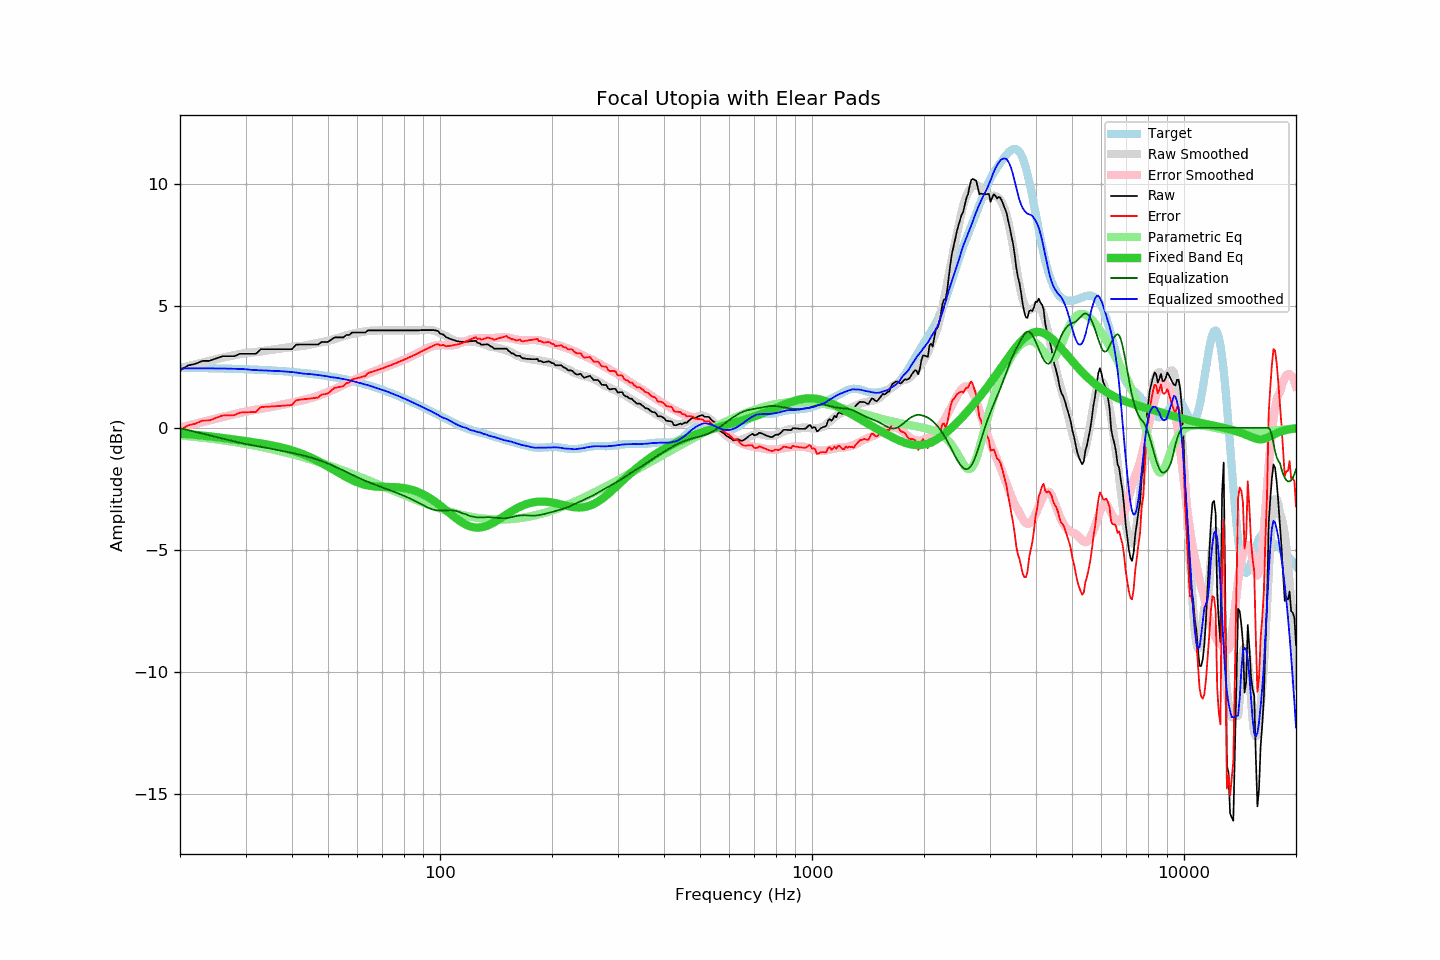 Focal Utopia with Elear Pads
Target
Raw Smoothed
Error Smoothed
Raw
Error
Parametric Eq
Fixed Band Eq
Equalization
Equalized smoothed
10
5
0
−5
−10
−15
Amplitude (dBr)
100
1000
10000
Frequency (Hz)